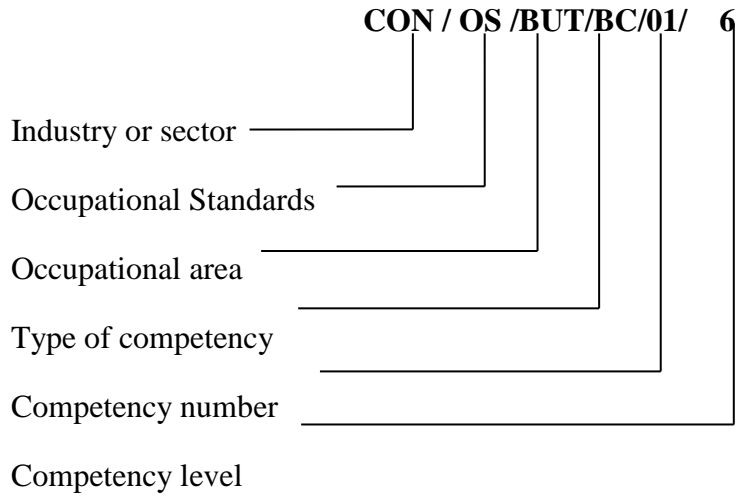 CON / OS /BUT/BC/01/ 6
Industry or sector
Occupational Standards
Occupational area
Type of competency
Competency number
Competency level